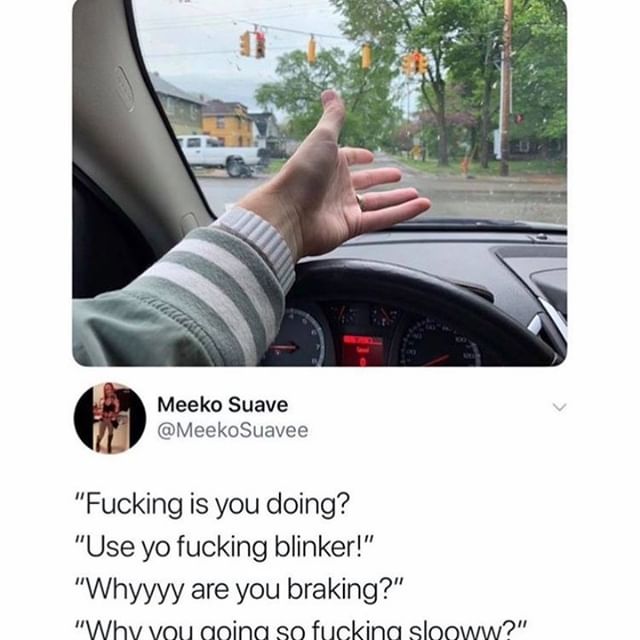 Meeko Suave
@MeekoSuavee
"Fucking is you doing?
"Use yo fucking blinker!"
"Whyyyy are you braking?"
"Why you going so fucking slooww?"